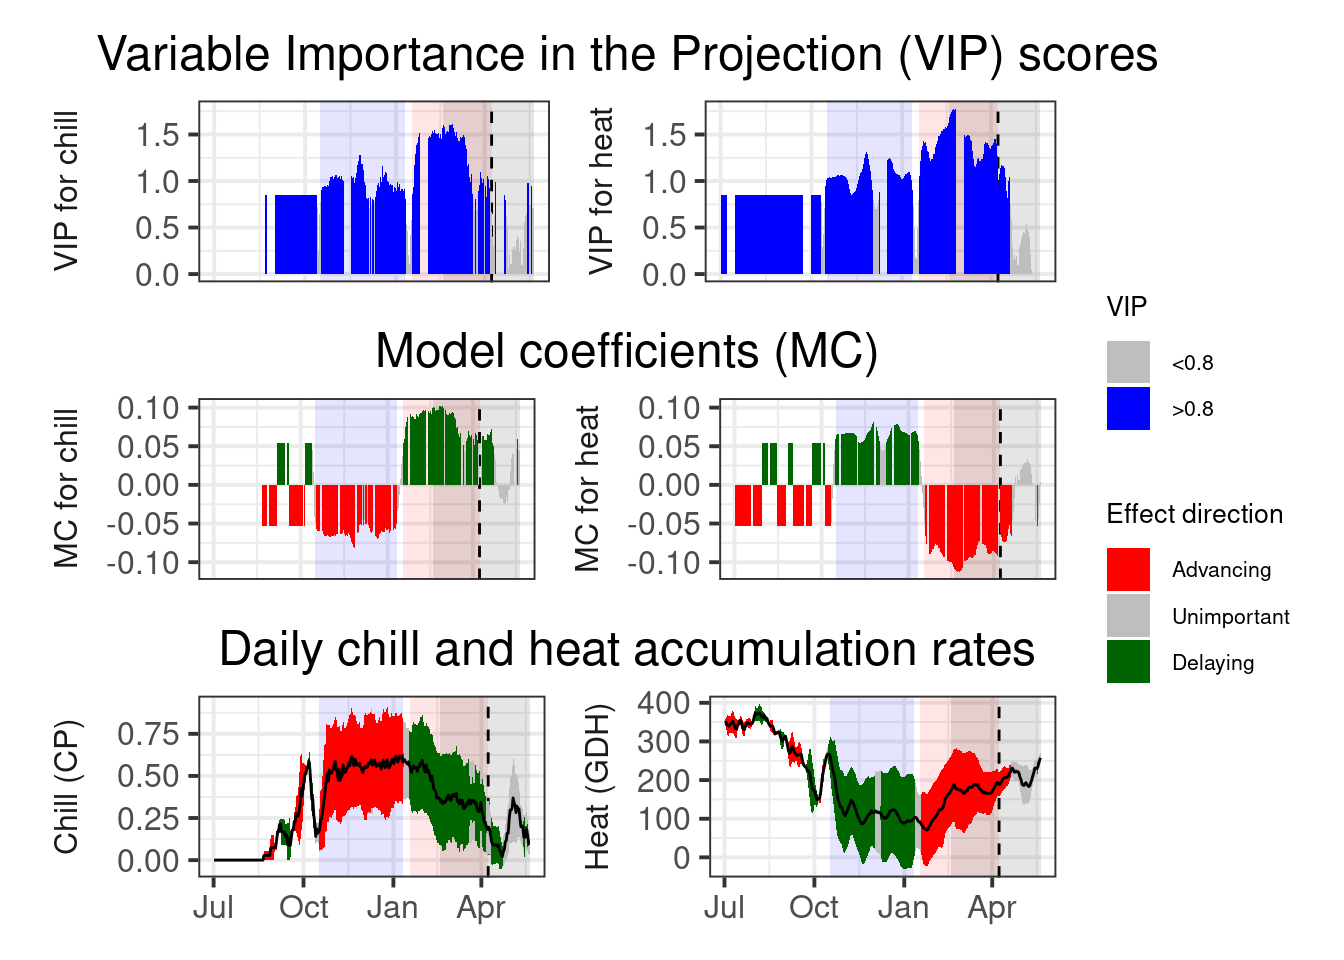 Variable Importance in the Projection (VIP) scores
VIP for chill
1.5
1.0
0.5
0.0
VIP for heat
1.5
1.0
0.5
0.0
Model coefficients (MC)
MC for chill
0.10
0.05
0.00
-0.05
-0.10
MC for heat
0.10
0.05
0.00
-0.05
-0.10
Daily chill and heat accumulation rates
Chill (CP)
0.75
0.50
0.25
0.00
Jul Oct Jan Apr
Heat (GDH)
400
300
200
100
0
Jul Oct Jan Apr
VIP
<0.8
>0.8
Effect direction
Advancing
Unimportant
Delaying